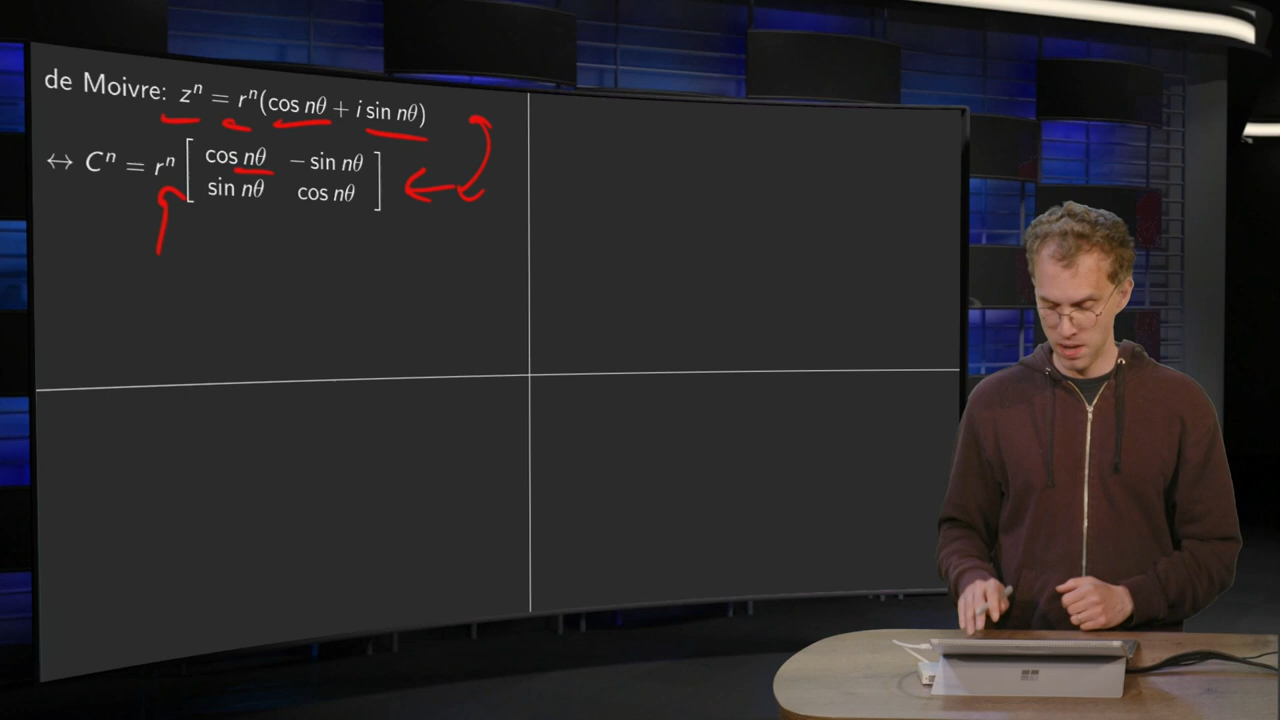 de Moivre: zⁿ = rⁿ(cos nθ + i sin nθ)
↔ Cⁿ = rⁿ [ cos nθ − sin nθ
sin nθ cos nθ ]